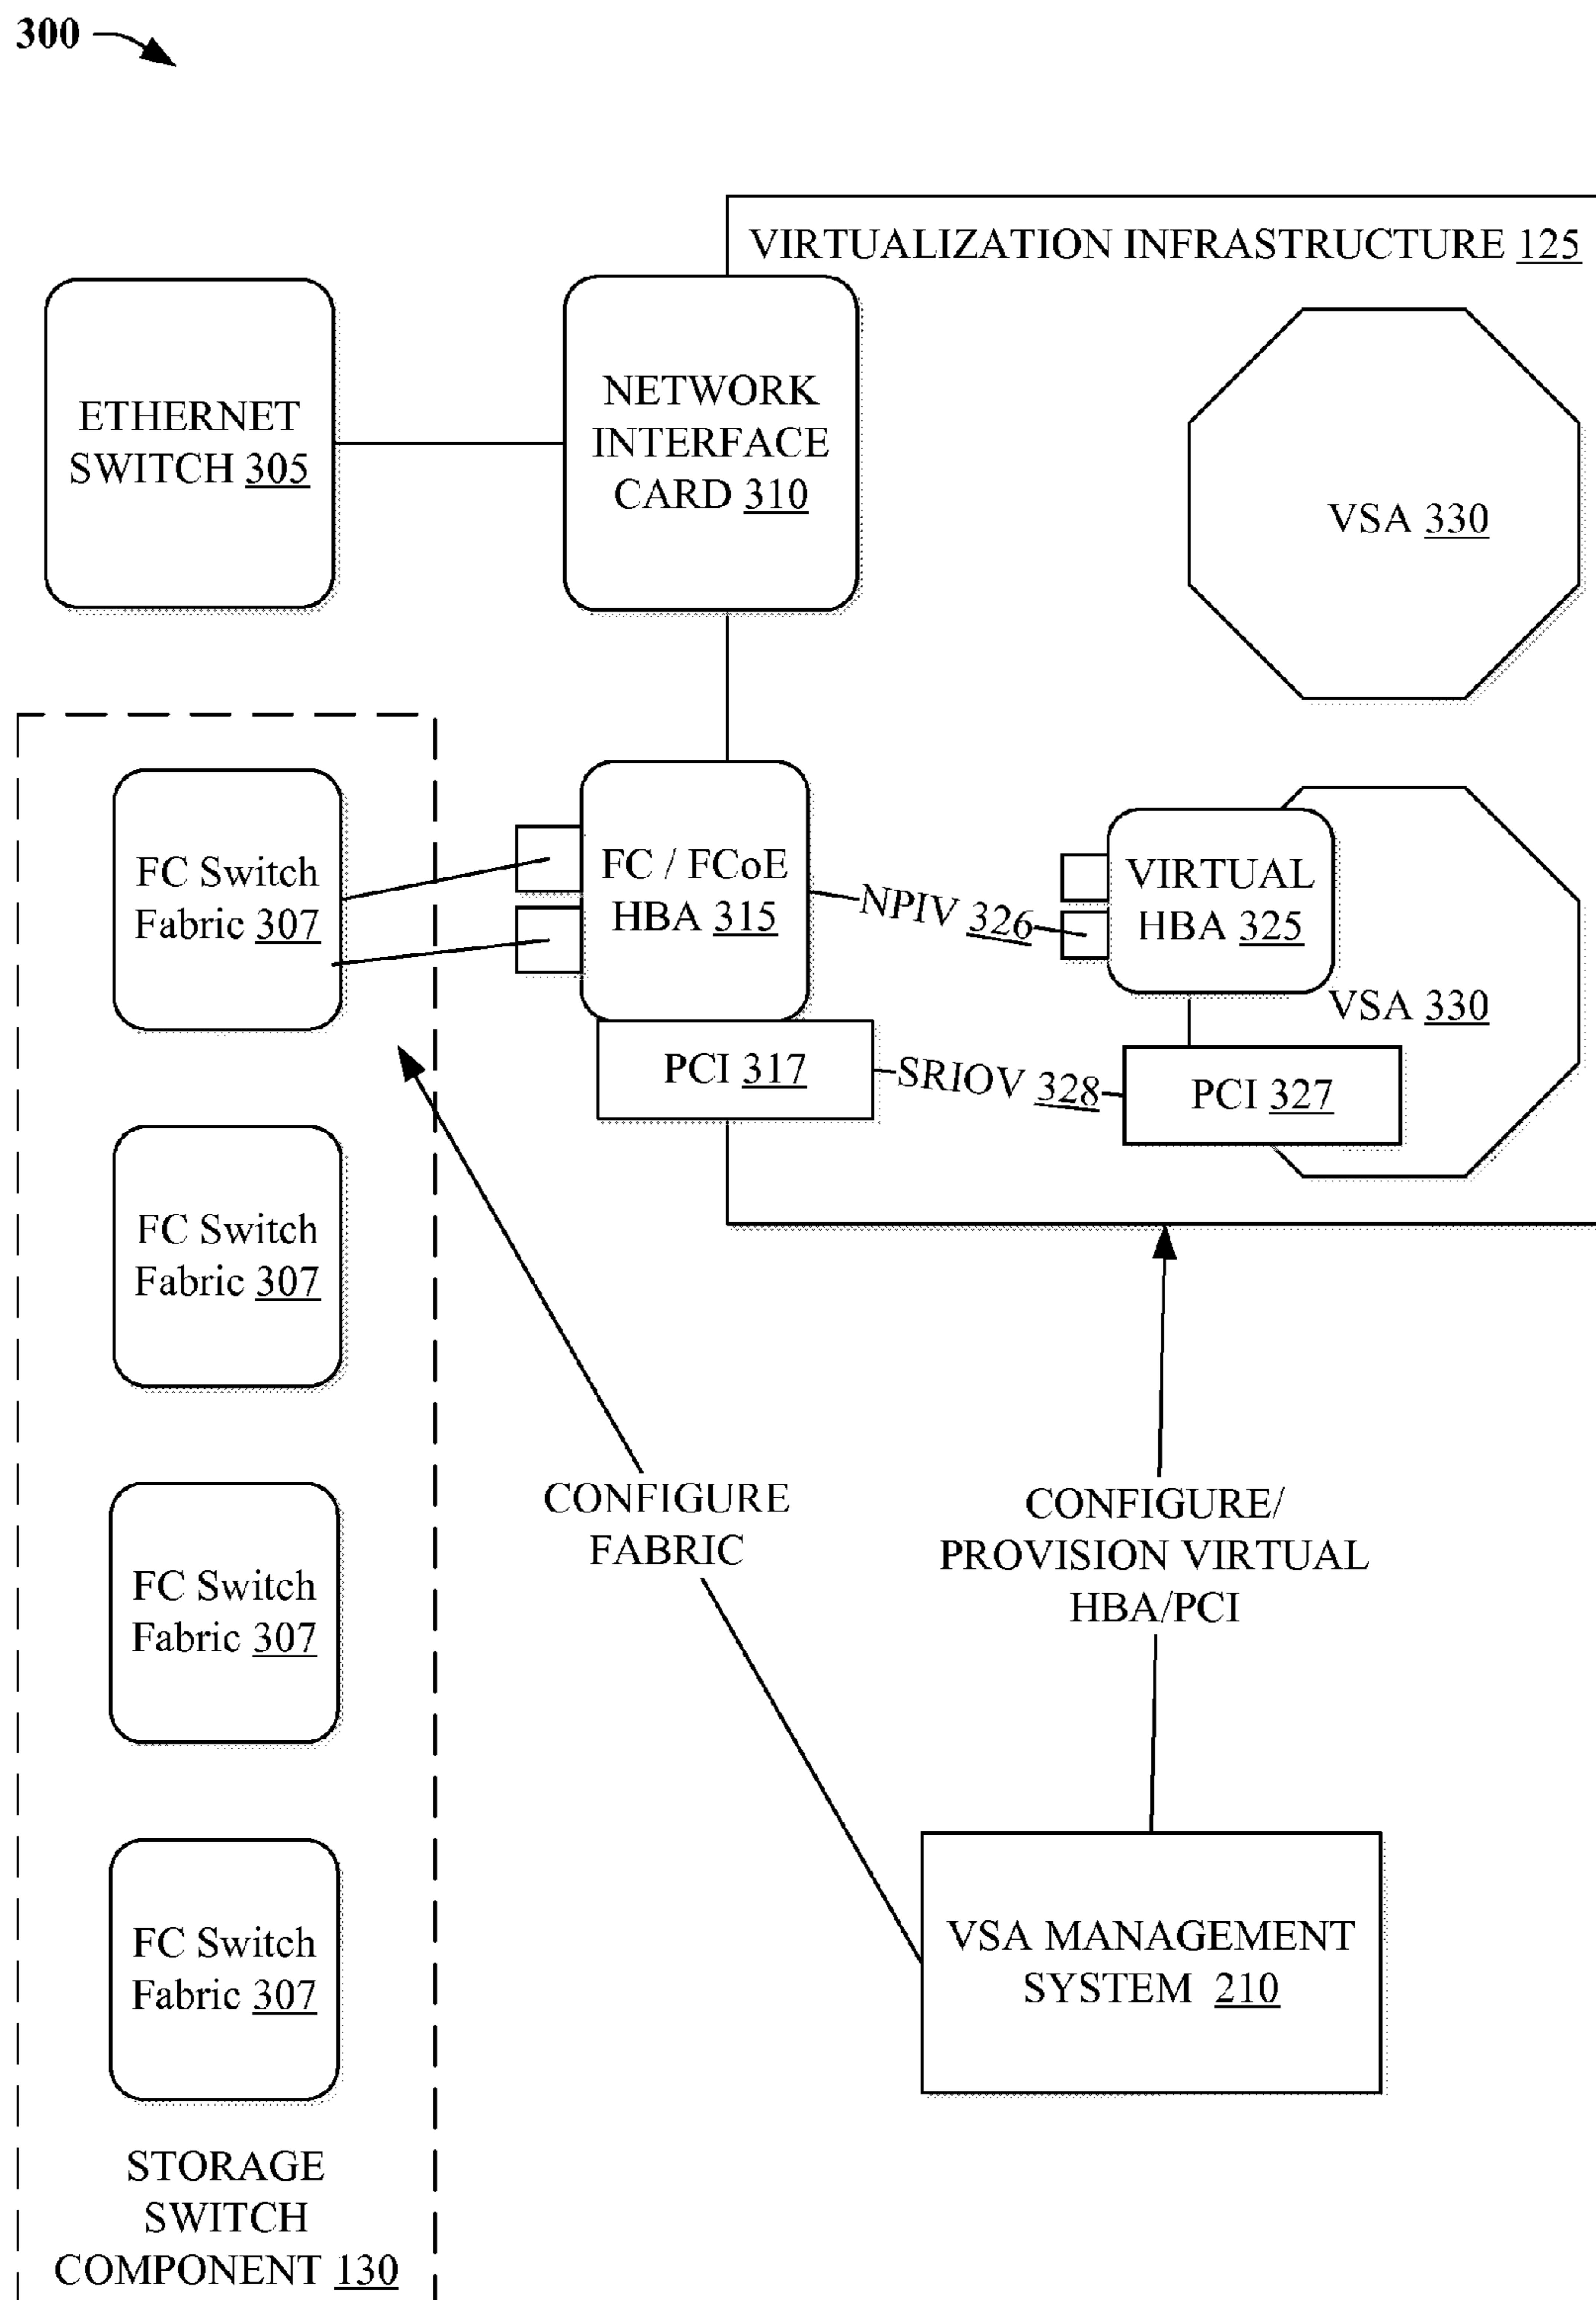 300
VIRTUALIZATION INFRASTRUCTURE 125
ETHERNET
SWITCH 305
NETWORK
INTERFACE
CARD 310
VSA 330
FC Switch
Fabric 307
FC / FCoE
HBA 315
NPIV 326
VIRTUAL
HBA 325
VSA 330
PCI 317
SRIOV 328
PCI 327
FC Switch
Fabric 307
CONFIGURE
FABRIC
CONFIGURE/
PROVISION VIRTUAL
HBA/PCI
FC Switch
Fabric 307
FC Switch
Fabric 307
VSA MANAGEMENT
SYSTEM 210
STORAGE
SWITCH
COMPONENT 130